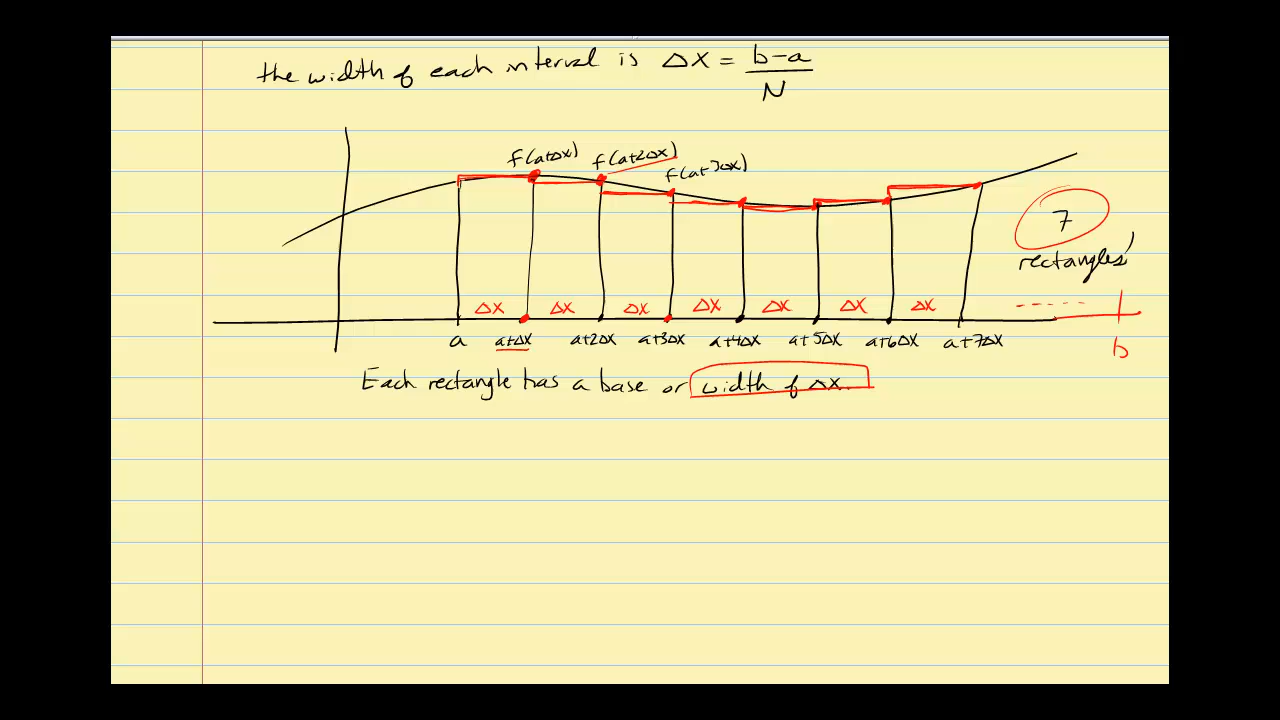 the width of each interval is Δx = b-a/N
f(a+Δx) f(a+2Δx) f(a+3Δx)
7
rectangles
Δx Δx Δx Δx Δx Δx Δx
a a+Δx a+2Δx a+3Δx a+4Δx a+5Δx a+6Δx a+7Δx b
Each rectangle has a base or width of Δx.